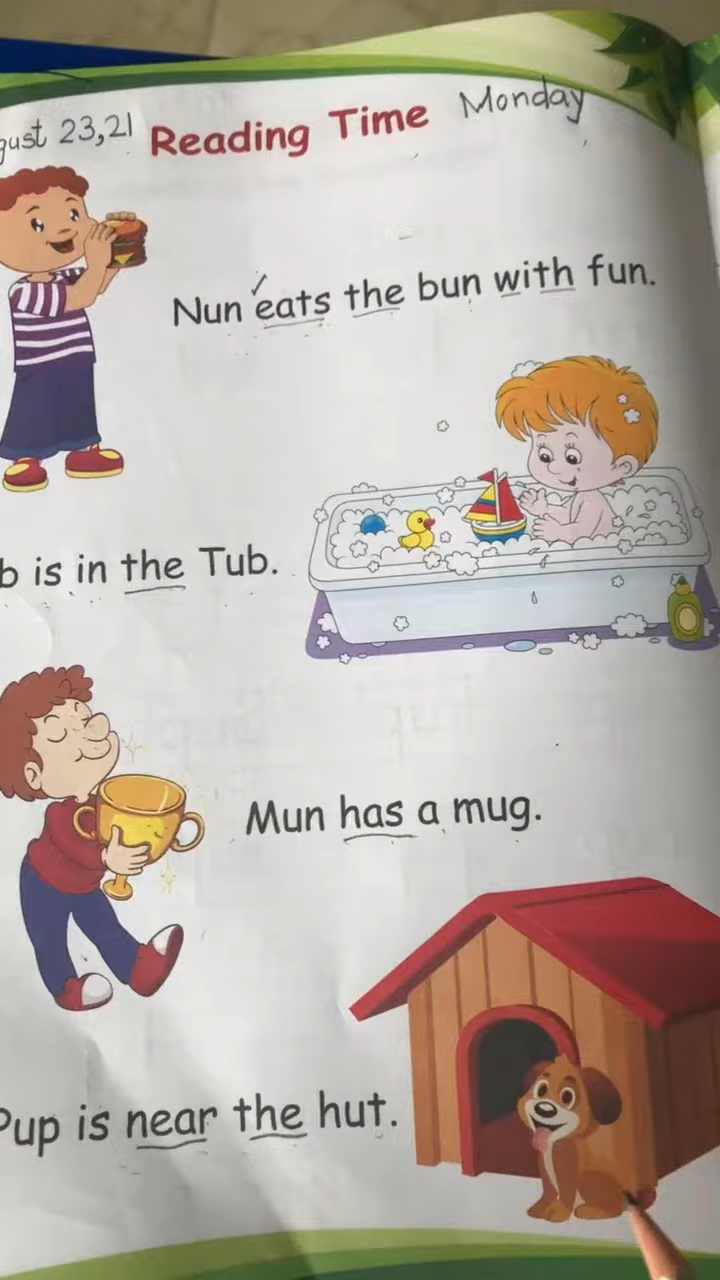 gust 23,21 Reading Time Monday
Nun eats the bun with fun.
b is in the Tub.
Mun has a mug.
Pup is near the hut.